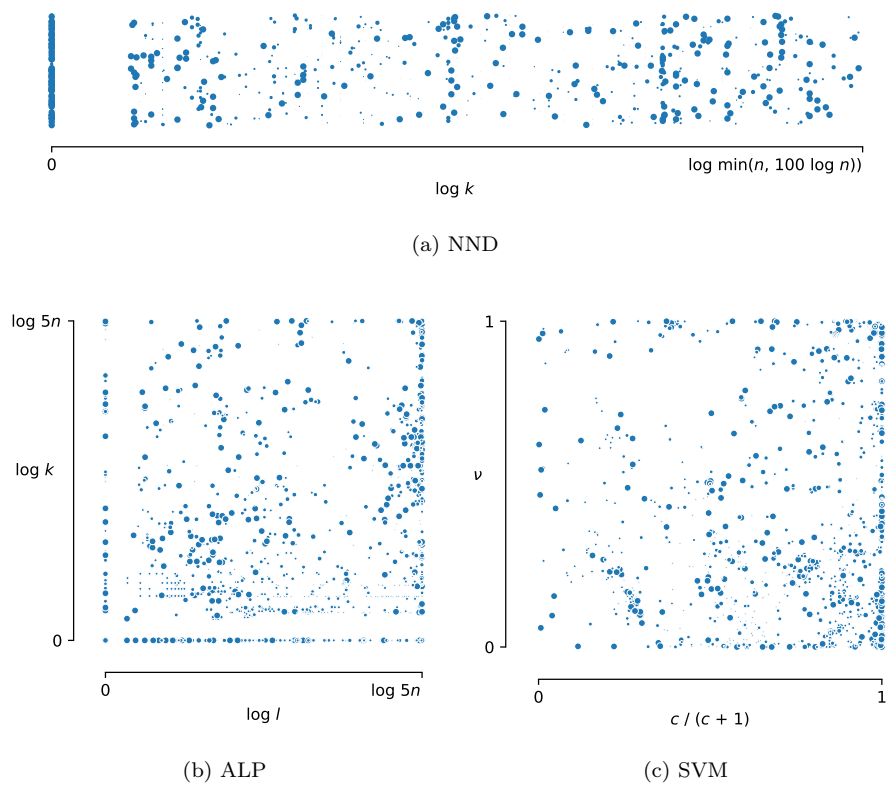 0
log min(n, 100 log n))
log k
(a) NND
log 5n
log k
0
0
log 5n
log l
(b) ALP
1
ν
0
0
1
c / (c + 1)
(c) SVM